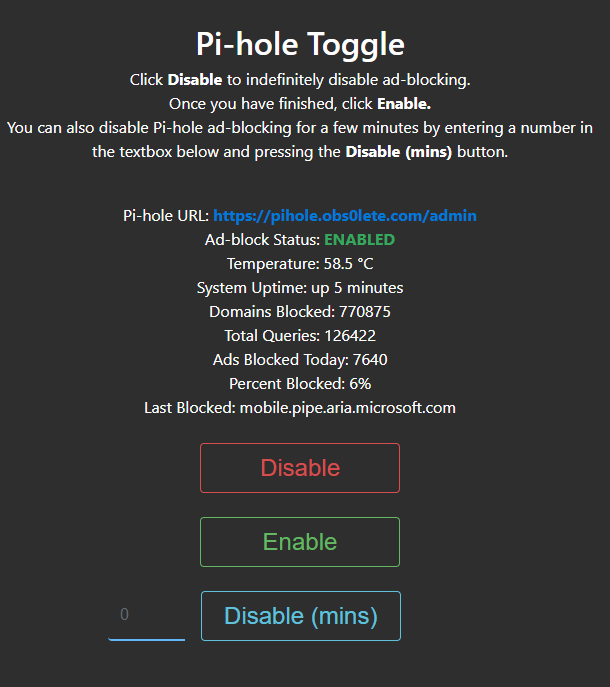 Pi-hole Toggle
Click Disable to indefinitely disable ad-blocking.
Once you have finished, click Enable.
You can also disable Pi-hole ad-blocking for a few minutes by entering a number in
the textbox below and pressing the Disable (mins) button.
Pi-hole URL: https://pihole.obs0lete.com/admin
Ad-block Status: ENABLED
Temperature: 58.5 °C
System Uptime: up 5 minutes
Domains Blocked: 770875
Total Queries: 126422
Ads Blocked Today: 7640
Percent Blocked: 6%
Last Blocked: mobile.pipe.aria.microsoft.com
Disable
Enable
0 Disable (mins)